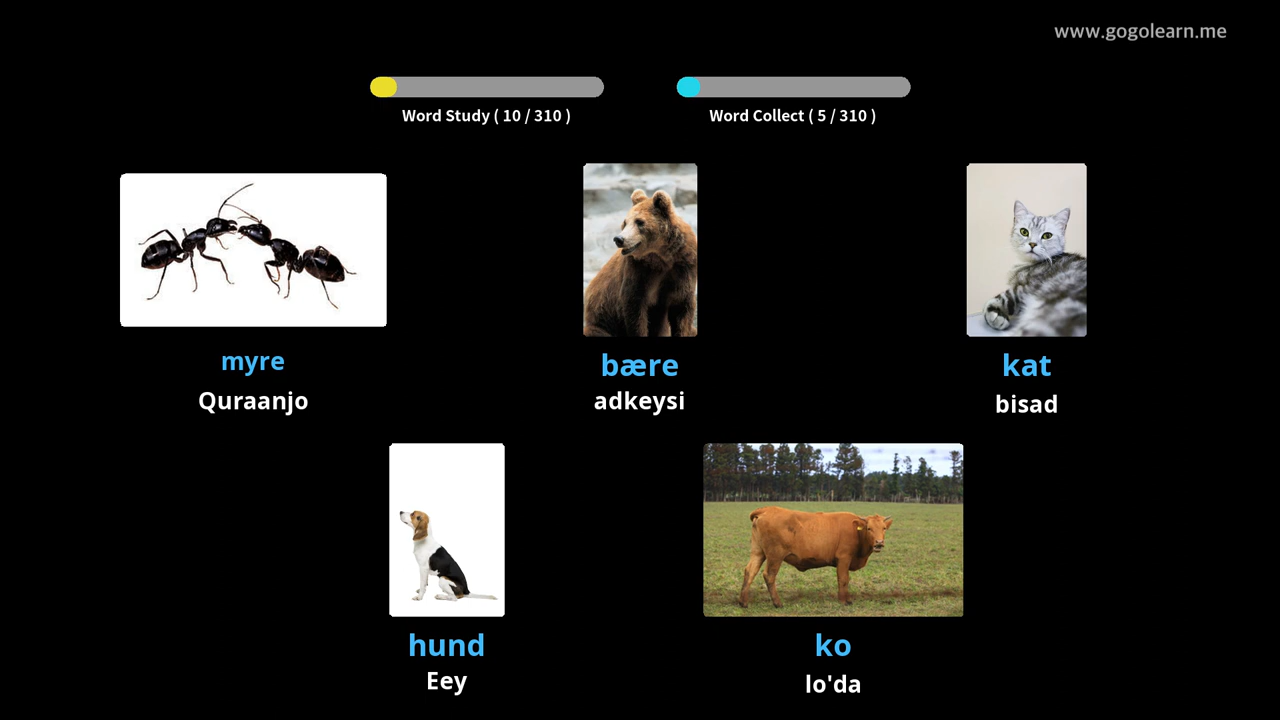 www.gogolearn.me
Word Study ( 10 / 310 )
Word Collect ( 5 / 310 )
myre
Quraanjo
bære
adkeysi
kat
bisad
hund
Eey
ko
lo'da